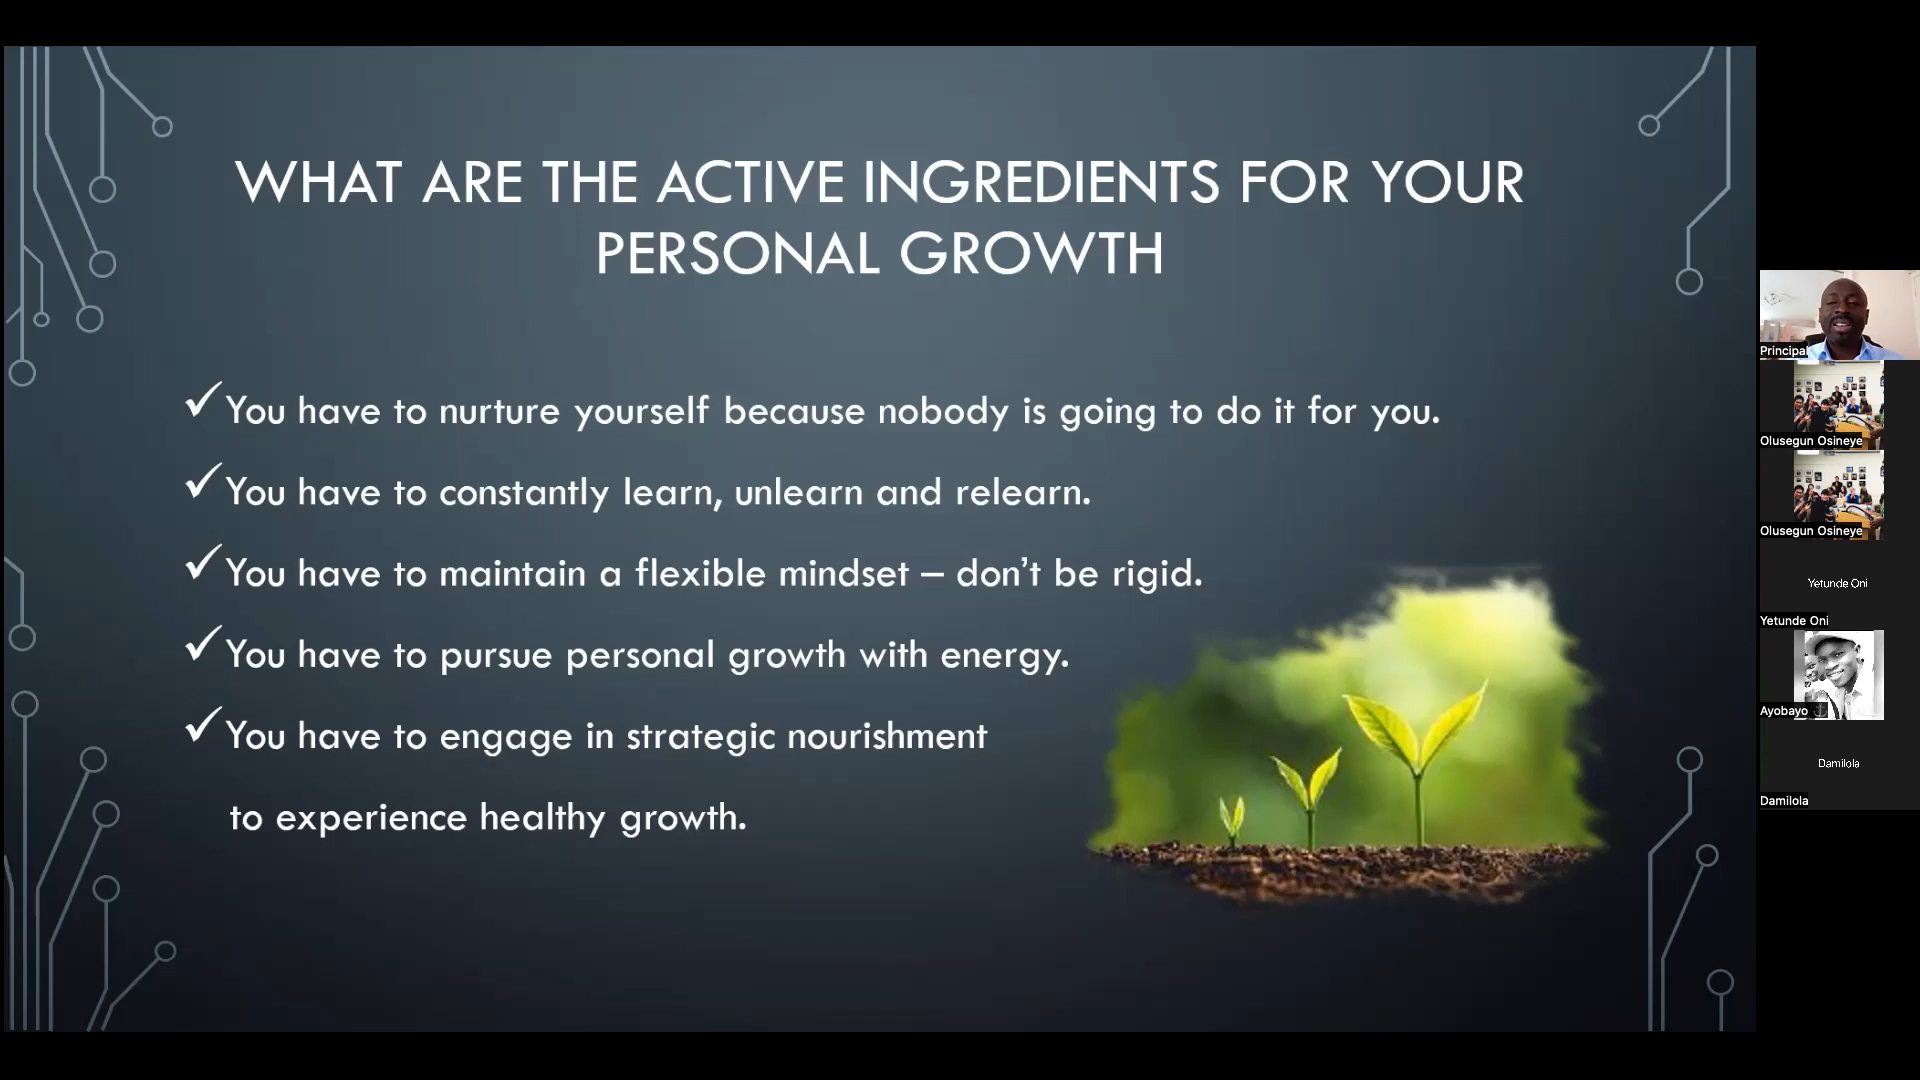 WHAT ARE THE ACTIVE INGREDIENTS FOR YOUR
PERSONAL GROWTH
✓You have to nurture yourself because nobody is going to do it for you.
✓You have to constantly learn, unlearn and relearn.
✓You have to maintain a flexible mindset – don't be rigid.
✓You have to pursue personal growth with energy.
✓You have to engage in strategic nourishment
to experience healthy growth.
Principal
Olusegun Osineye
Olusegun Osineye
Yetunde Oni
Yetunde Oni
Ayobayo ⚓
Damilola
Damilola